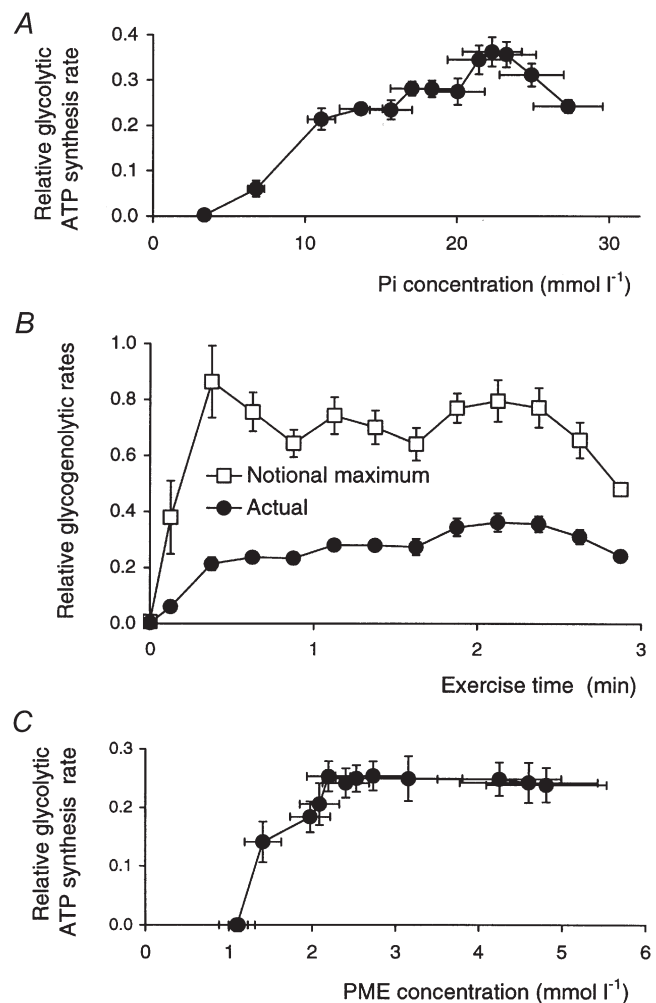 A
Relative glycolytic
ATP synthesis rate
0.4
0.3
0.2
0.1
0.0
0 10 20 30
Pi concentration (mmol l⁻¹)
B
Relative glycogenolytic rates
1.0
0.8
0.6
0.4
0.2
0.0
Notional maximum
Actual
0 1 2 3
Exercise time (min)
C
Relative glycolytic
ATP synthesis rate
0.3
0.2
0.1
0.0
0 1 2 3 4 5 6
PME concentration (mmol l⁻¹)